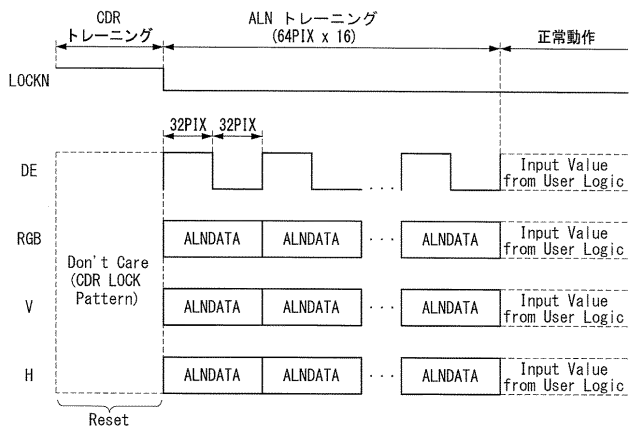 CDR
トレーニング
ALN トレーニング
(64PIX x 16)
正常動作
LOCKN
32PIX 32PIX
DE
Input Value
from User Logic
RGB
ALNDATA ALNDATA ・・・ ALNDATA
Input Value
from User Logic
Don't Care
(CDR LOCK
Pattern)
V
ALNDATA ALNDATA ・・・ ALNDATA
Input Value
from User Logic
H
ALNDATA ALNDATA ・・・ ALNDATA
Input Value
from User Logic
Reset